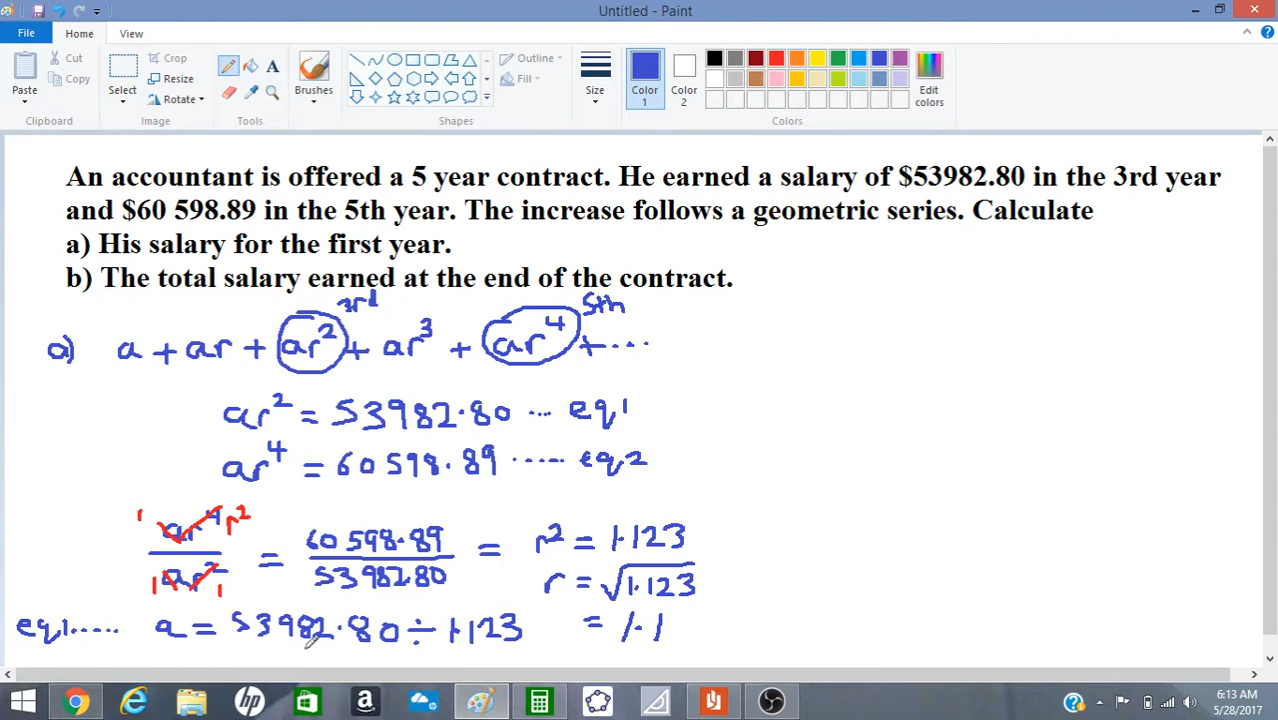 Untitled - Paint
File Home View
Paste Cut Copy Select Crop Resize Rotate Brushes Outline Fill Size Color 1 Color 2 Edit colors
Clipboard Image Tools Shapes Colors
An accountant is offered a 5 year contract. He earned a salary of $53982.80 in the 3rd year
and $60 598.89 in the 5th year. The increase follows a geometric series. Calculate
a) His salary for the first year.
b) The total salary earned at the end of the contract.
3rd 5th
a) a + ar + ar² + ar³ + ar⁴ + ...
ar² = 53982.80 ... eq1
ar⁴ = 60598.89 ...... eq2
1 ar⁴ r² / 1 ar² 1 = 60598.89 / 53982.80 = r² = 1.123
r = √1.123
eq1..... a = 53982.80 ÷ 1.123 = 1.1
6:13 AM
5/28/2017